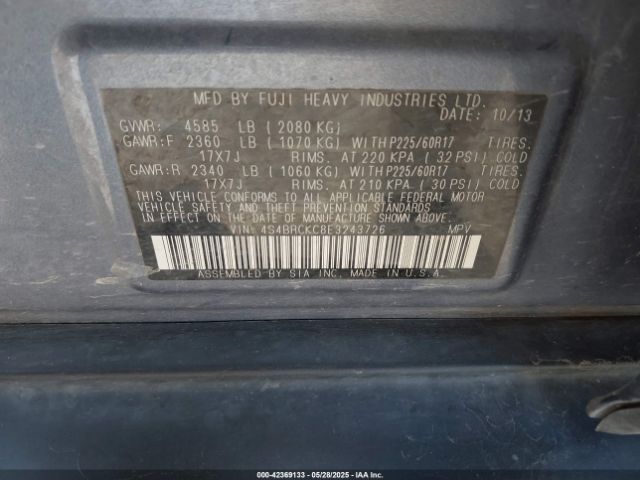 MFD BY FUJI HEAVY INDUSTRIES LTD.
DATE: 10/13
GVWR: 4585 LB ( 2080 KG)
GAWR:F 2360 LB ( 1070 KG) WITH P225/60R17 TIRES,
17X7J RIMS, AT 220 KPA ( 32 PSI) COLD
GAWR:R 2340 LB ( 1060 KG) WITH P225/60R17 TIRES,
17X7J RIMS, AT 210 KPA ( 30 PSI) COLD
THIS VEHICLE CONFORMS TO ALL APPLICABLE FEDERAL MOTOR
VEHICLE SAFETY AND THEFT PREVENTION STANDARDS
IN EFFECT ON THE DATE OF MANUFACTURE SHOWN ABOVE.
VIN: 4S4BRCKC8E3243726 MPV
ASSEMBLED BY SIA INC. MADE IN U.S.A.
000-42369133 - 05/28/2025 - IAAC